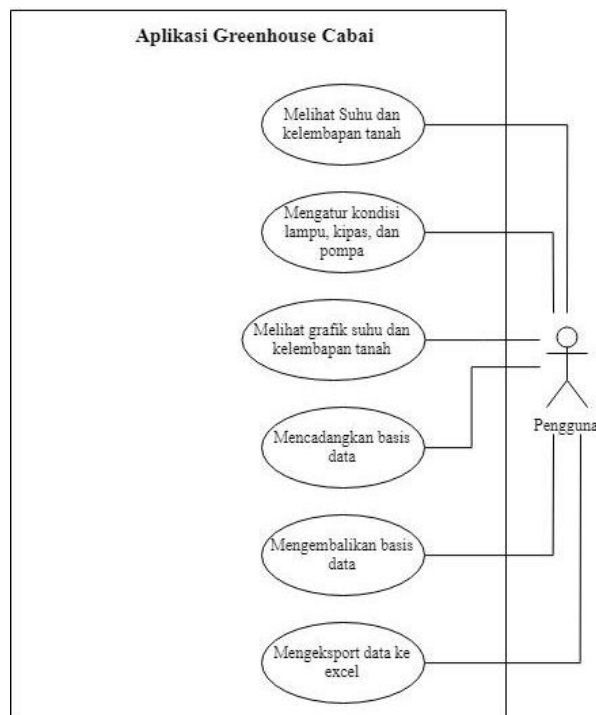 Aplikasi Greenhouse Cabai
Melihat Suhu dan
kelembapan tanah
Mengatur kondisi
lampu, kipas, dan
pompa
Melihat grafik suhu dan
kelembapan tanah
Pengguna
Mencadangkan basis
data
Mengembalikan basis
data
Mengeksport data ke
excel